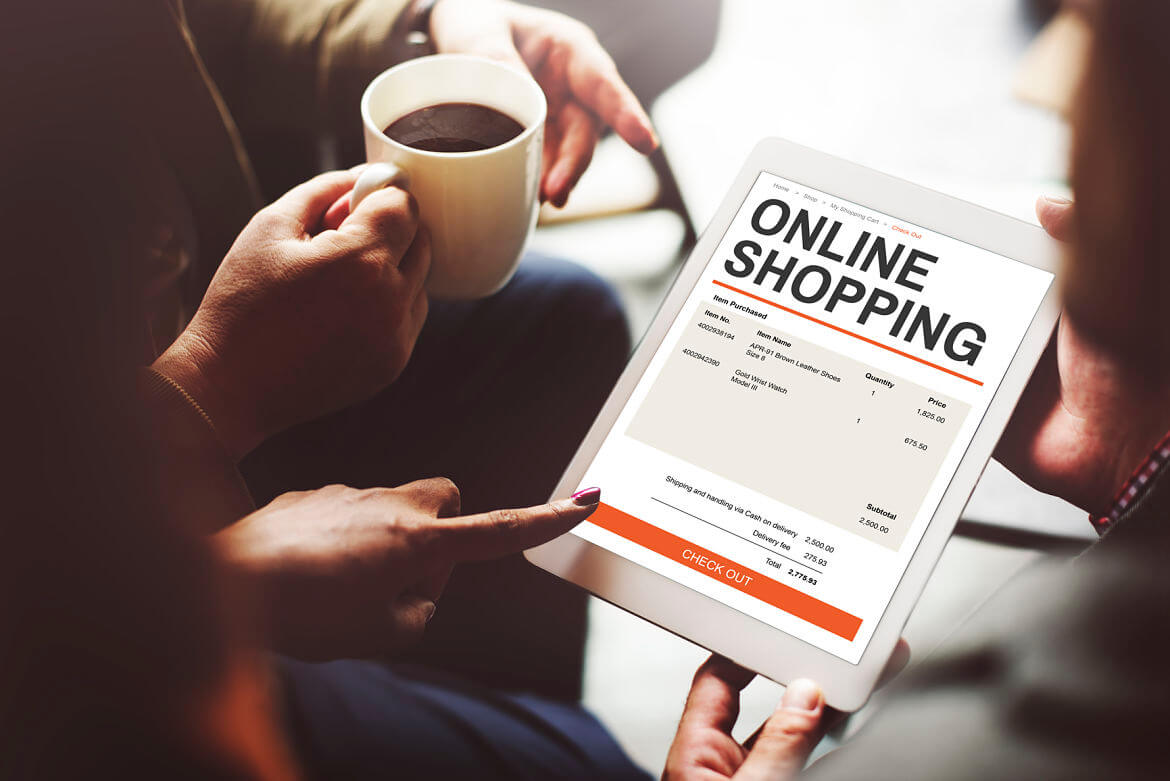 Home > Shop > My Shopping Cart > Check Out
ONLINE
SHOPPING
Item Purchased
Item No. Item Name Quantity Price
4002938194 APR-91 Brown Leather Shoes 1 1,825.00
Size 8
4002942390 Gold Wrist Watch 1 675.50
Model III
Subtotal
2,500.00
Shipping and handling via Cash on delivery 2,500.00
Delivery fee 275.93
Total 2,775.93
CHECK OUT